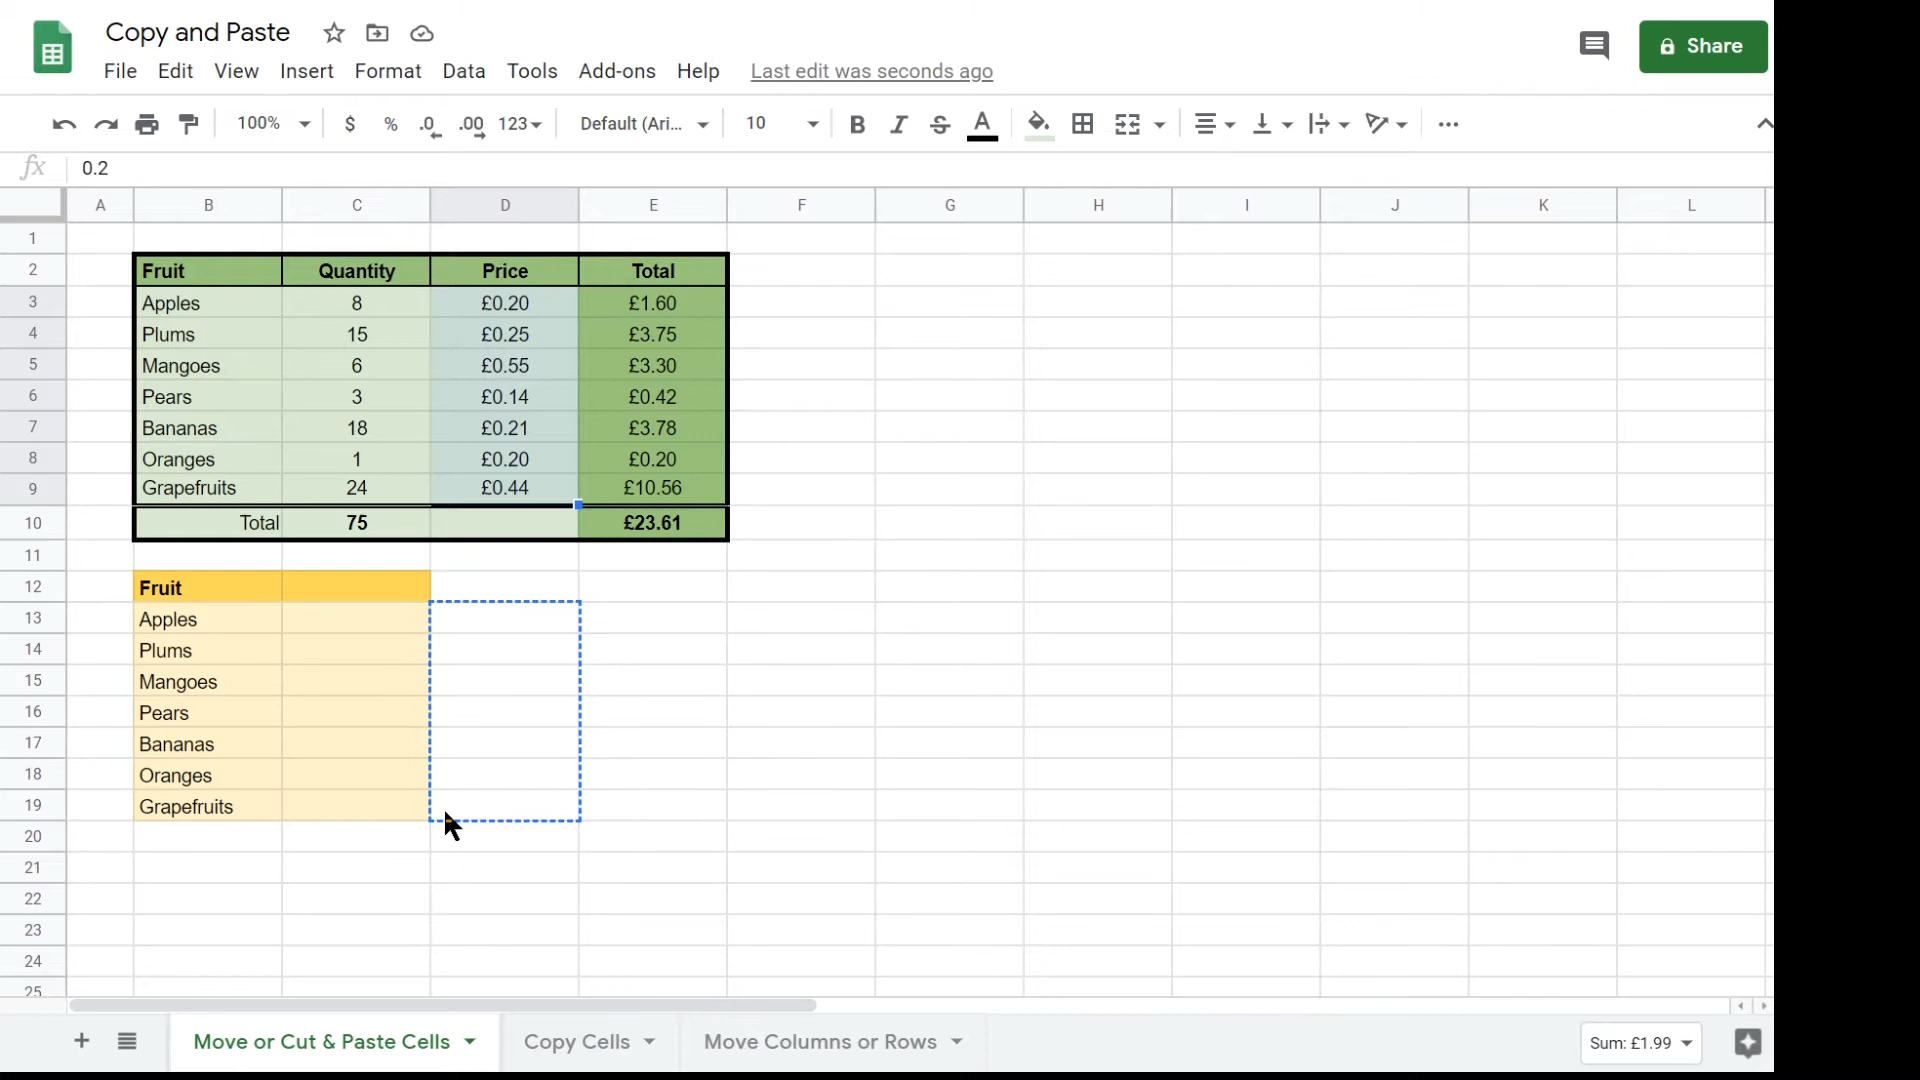 Copy and Paste
File Edit View Insert Format Data Tools Add-ons Help Last edit was seconds ago
Share
100% $ % .0 .00 123 Default (Ari... 10 B I S A
fx 0.2
A B C D E F G H I J K L
1
2 Fruit Quantity Price Total
3 Apples 8 £0.20 £1.60
4 Plums 15 £0.25 £3.75
5 Mangoes 6 £0.55 £3.30
6 Pears 3 £0.14 £0.42
7 Bananas 18 £0.21 £3.78
8 Oranges 1 £0.20 £0.20
9 Grapefruits 24 £0.44 £10.56
10 Total 75 £23.61
11
12 Fruit
13 Apples
14 Plums
15 Mangoes
16 Pears
17 Bananas
18 Oranges
19 Grapefruits
20
21
22
23
24
25
+ Move or Cut & Paste Cells Copy Cells Move Columns or Rows Sum: £1.99